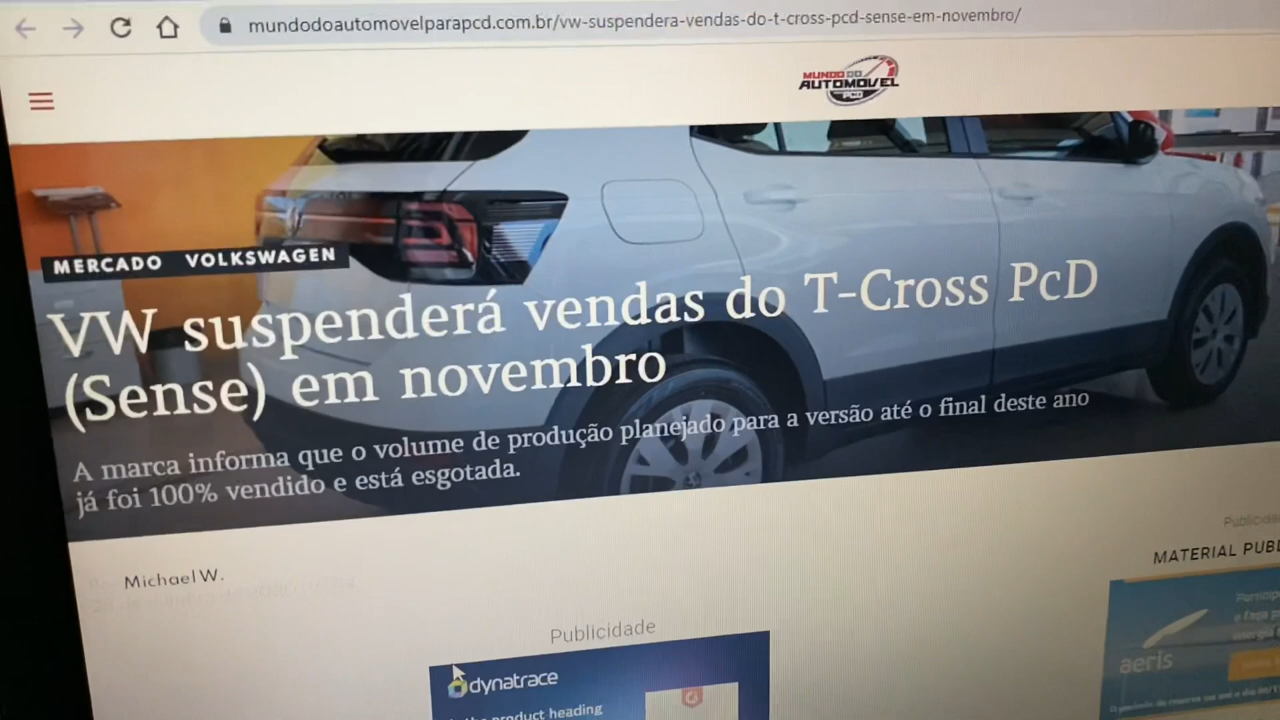 mundodoautomovelparapcd.com.br/vw-suspendera-vendas-do-t-cross-pcd-sense-em-novembro/
MUNDO DO
AUTOMOVEL
PCD
MERCADO VOLKSWAGEN
VW suspenderá vendas do T-Cross PcD
(Sense) em novembro
A marca informa que o volume de produção planejado para a versão até o final deste ano
já foi 100% vendido e está esgotada.
Michael W.
Publicidade
MATERIAL PUBL
Publicidade
dynatrace
product heading
aeris